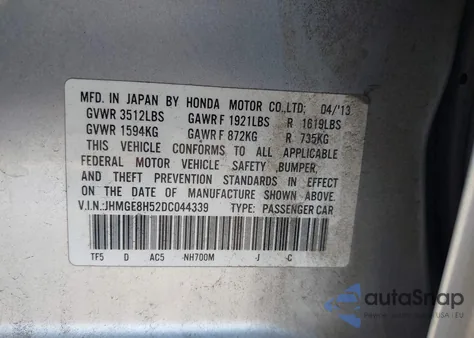 MFD. IN JAPAN BY HONDA MOTOR CO.,LTD; 04/'13
GVWR 3512LBS GAWR F 1921LBS R 1619LBS
GVWR 1594KG GAWR F 872KG R 735KG
THIS VEHICLE CONFORMS TO ALL APPLICABLE
FEDERAL MOTOR VEHICLE SAFETY ,BUMPER,
AND THEFT PREVENTION STANDARDS IN EFFECT
ON THE DATE OF MANUFACTURE SHOWN ABOVE.
V.I.N.:JHMGE8H52DC044339 TYPE: PASSENGER CAR
TF5 D AC5 -NH700M -J -C
autoSnap